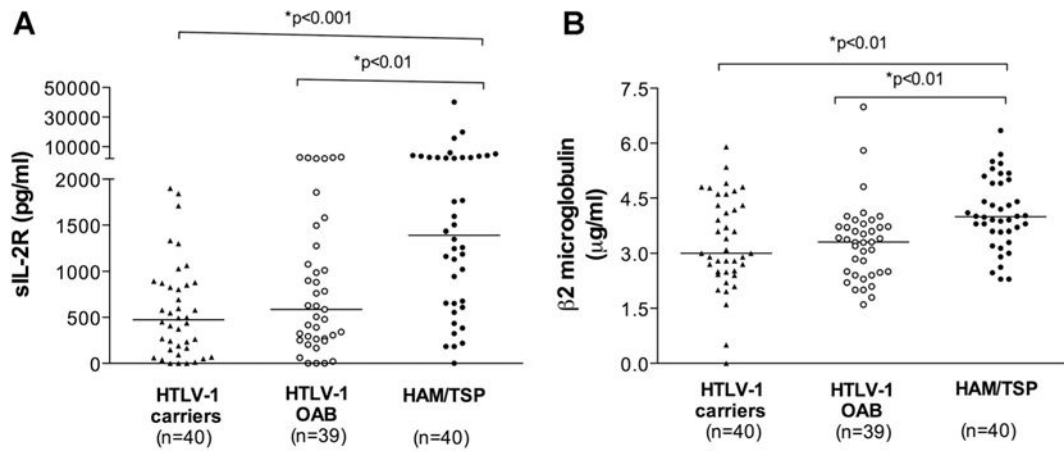 A
*p<0.001
*p<0.01
sIL-2R (pg/ml)
50000
30000
10000
2000
1500
1000
500
0
HTLV-1
carriers
(n=40)
HTLV-1
OAB
(n=39)
HAM/TSP
(n=40)
B
*p<0.01
*p<0.01
β2 microglobulin
(μg/ml)
7.5
6.0
4.5
3.0
1.5
0.0
HTLV-1
carriers
(n=40)
HTLV-1
OAB
(n=39)
HAM/TSP
(n=40)